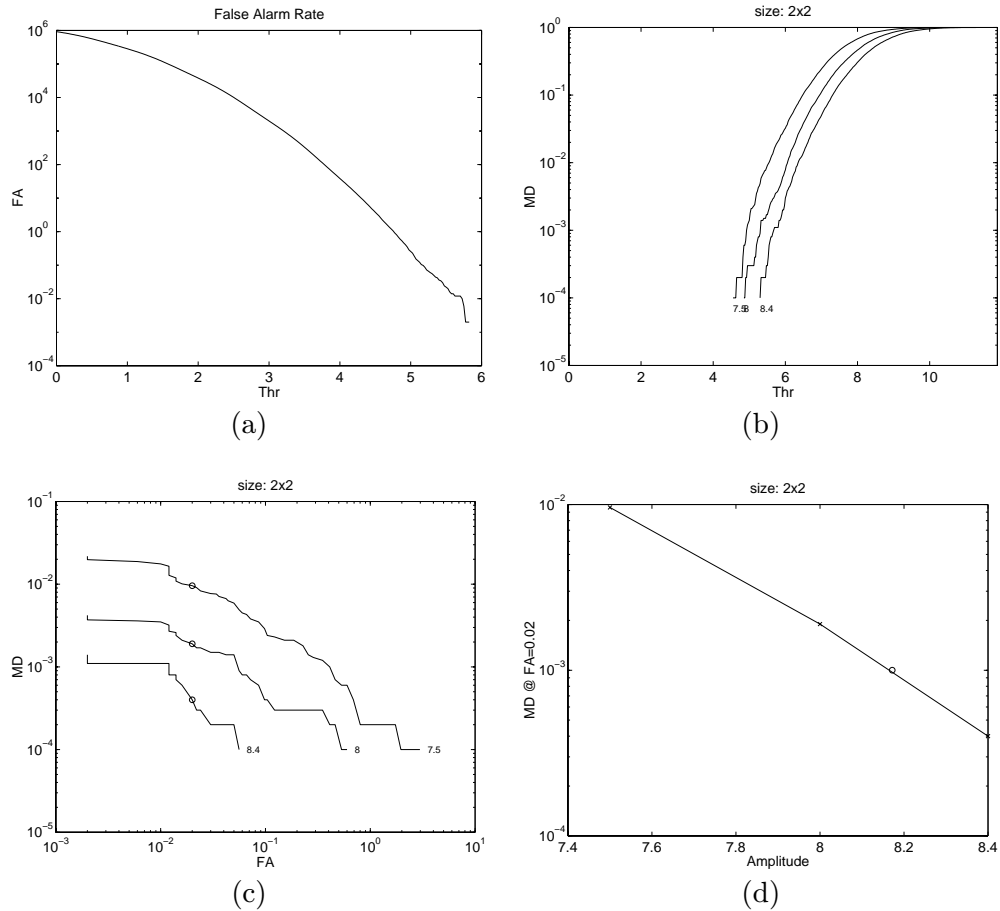 False Alarm Rate
FA
10^6
10^4
10^2
10^0
10^-2
10^-4
0 1 2 3 4 5 6
Thr
(a)
size: 2x2
MD
10^0
10^-1
10^-2
10^-3
10^-4
10^-5
7.5 8 8.4
0 2 4 6 8 10
Thr
(b)
size: 2x2
MD
10^-1
10^-2
10^-3
10^-4
10^-5
8.4 8 7.5
10^-3 10^-2 10^-1 10^0 10^1
FA
(c)
size: 2x2
MD @ FA=0.02
10^-2
10^-3
10^-4
7.4 7.6 7.8 8 8.2 8.4
Amplitude
(d)